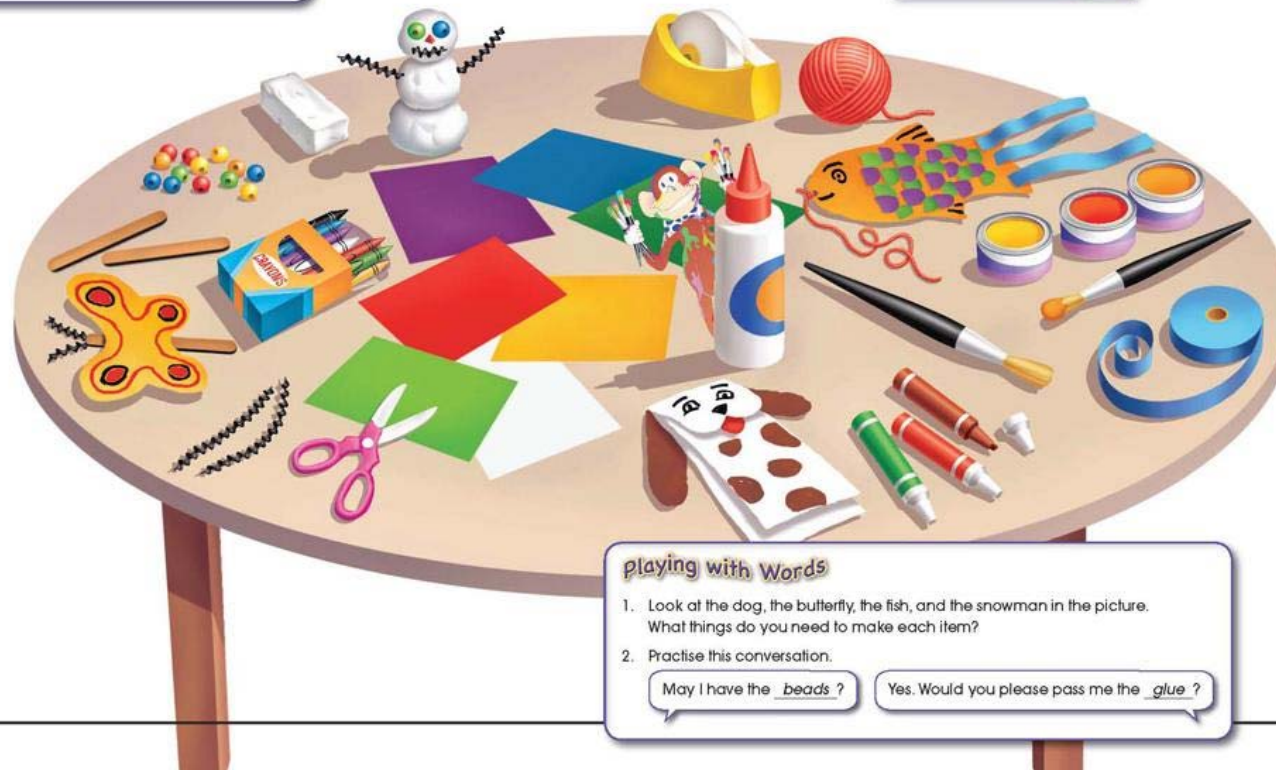 CRAYONS
Playing with Words
1. Look at the dog, the butterfly, the fish, and the snowman in the picture.
What things do you need to make each item?
2. Practise this conversation.
May I have the beads?
Yes. Would you please pass me the glue?